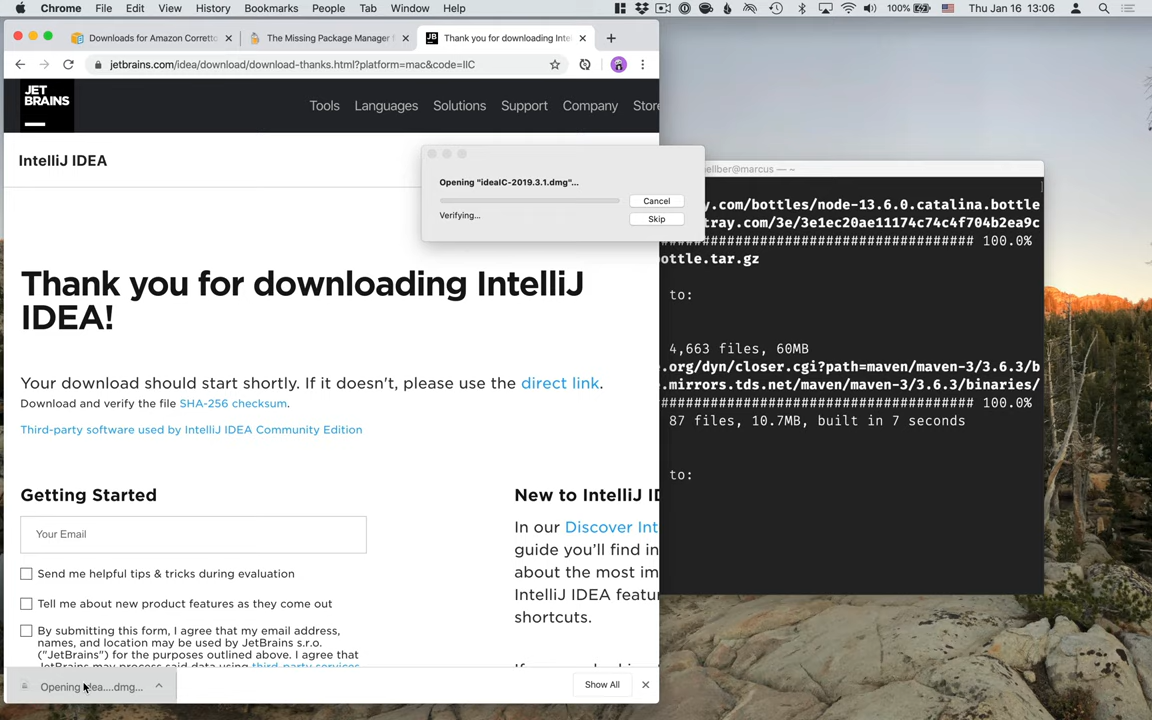 Chrome File Edit View History Bookmarks People Tab Window Help 100% Thu Jan 16 13:06
Downloads for Amazon Corretto
The Missing Package Manager
Thank you for downloading Inte
jetbrains.com/idea/download/download-thanks.html?platform=mac&code=IIC
JET
BRAINS
Tools Languages Solutions Support Company Store
IntelliJ IDEA
Opening "ideaIC-2019.3.1.dmg"...
Cancel
Verifying...
Skip
Thank you for downloading IntelliJ
IDEA!
Your download should start shortly. If it doesn't, please use the direct link.
Download and verify the file SHA-256 checksum.
Third-party software used by IntelliJ IDEA Community Edition
Getting Started
Your Email
Send me helpful tips & tricks during evaluation
Tell me about new product features as they come out
By submitting this form, I agree that my email address,
names, and location may be used by JetBrains s.r.o.
("JetBrains") for the purposes outlined above. I agree that
JetBrains may process said data using third-party services
New to IntelliJ ID
In our Discover Int
guide you'll find in
about the most im
IntelliJ IDEA featu
shortcuts.
Opening idea....dmg...
Show All
ellber@marcus — ~
y.com/bottles/node-13.6.0.catalina.bottle
tray.com/3e/3e1ec20ae11174c74c4f704b2ea9c
################################### 100.0%
ottle.tar.gz
to:
4,663 files, 60MB
.org/dyn/closer.cgi?path=maven/maven-3/3.6.3/b
.mirrors.tds.net/maven/maven-3/3.6.3/binaries/
################################### 100.0%
87 files, 10.7MB, built in 7 seconds
to: